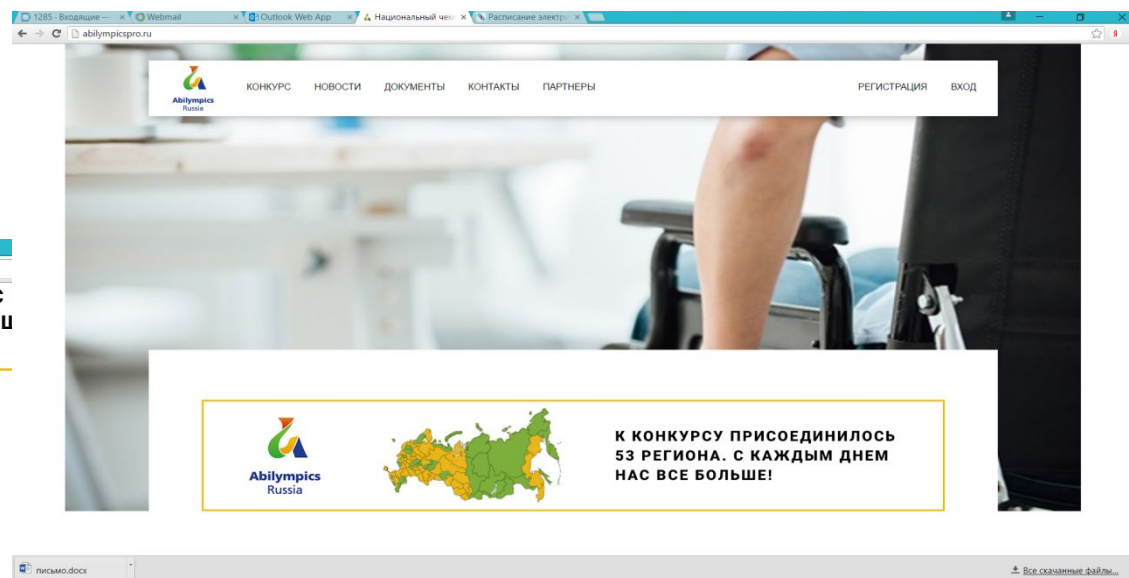 1285 - Входящие —
Webmail
Outlook Web App
Национальный чем
Расписание электри
abilympicspro.ru
Abilympics
Russia
КОНКУРС
НОВОСТИ
ДОКУМЕНТЫ
КОНТАКТЫ
ПАРТНЕРЫ
РЕГИСТРАЦИЯ
ВХОД
Abilympics
Russia
К КОНКУРСУ ПРИСОЕДИНИЛОСЬ
53 РЕГИОНА. С КАЖДЫМ ДНЕМ
НАС ВСЕ БОЛЬШЕ!
письмо.docx
Все скачанные файлы...